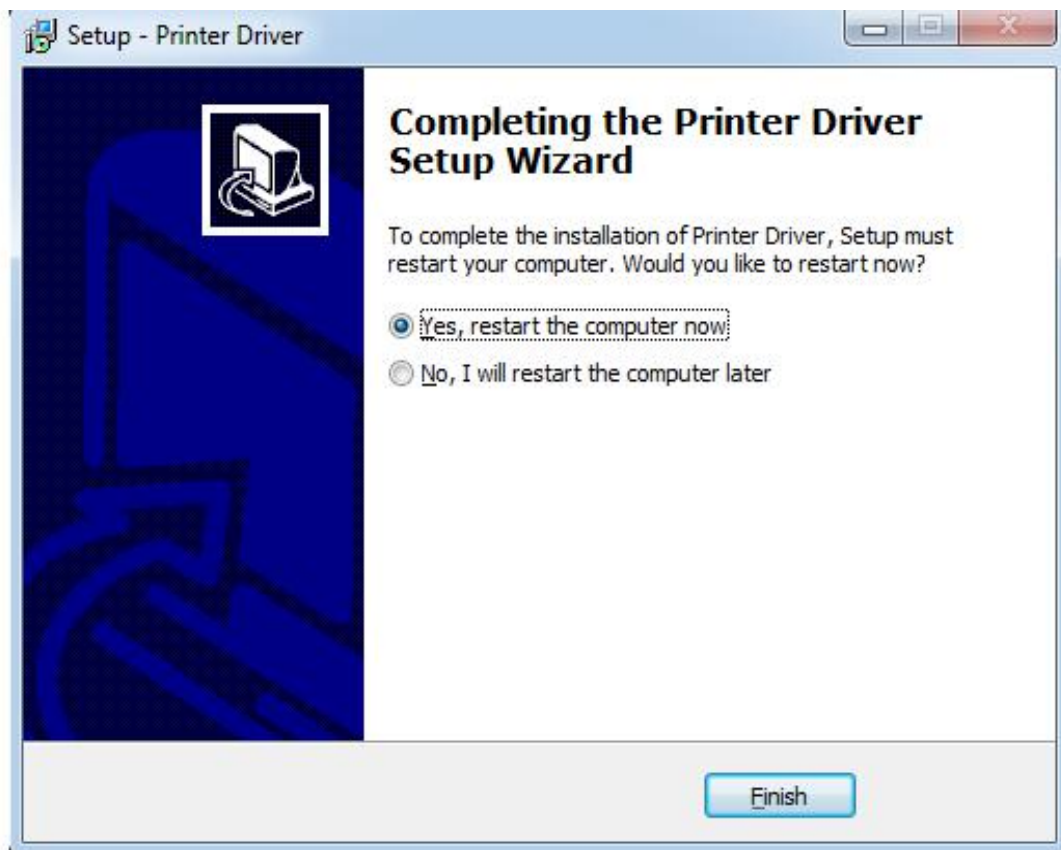 Setup - Printer Driver
Completing the Printer Driver
Setup Wizard
To complete the installation of Printer Driver, Setup must
restart your computer. Would you like to restart now?
Yes, restart the computer now
No, I will restart the computer later
Finish